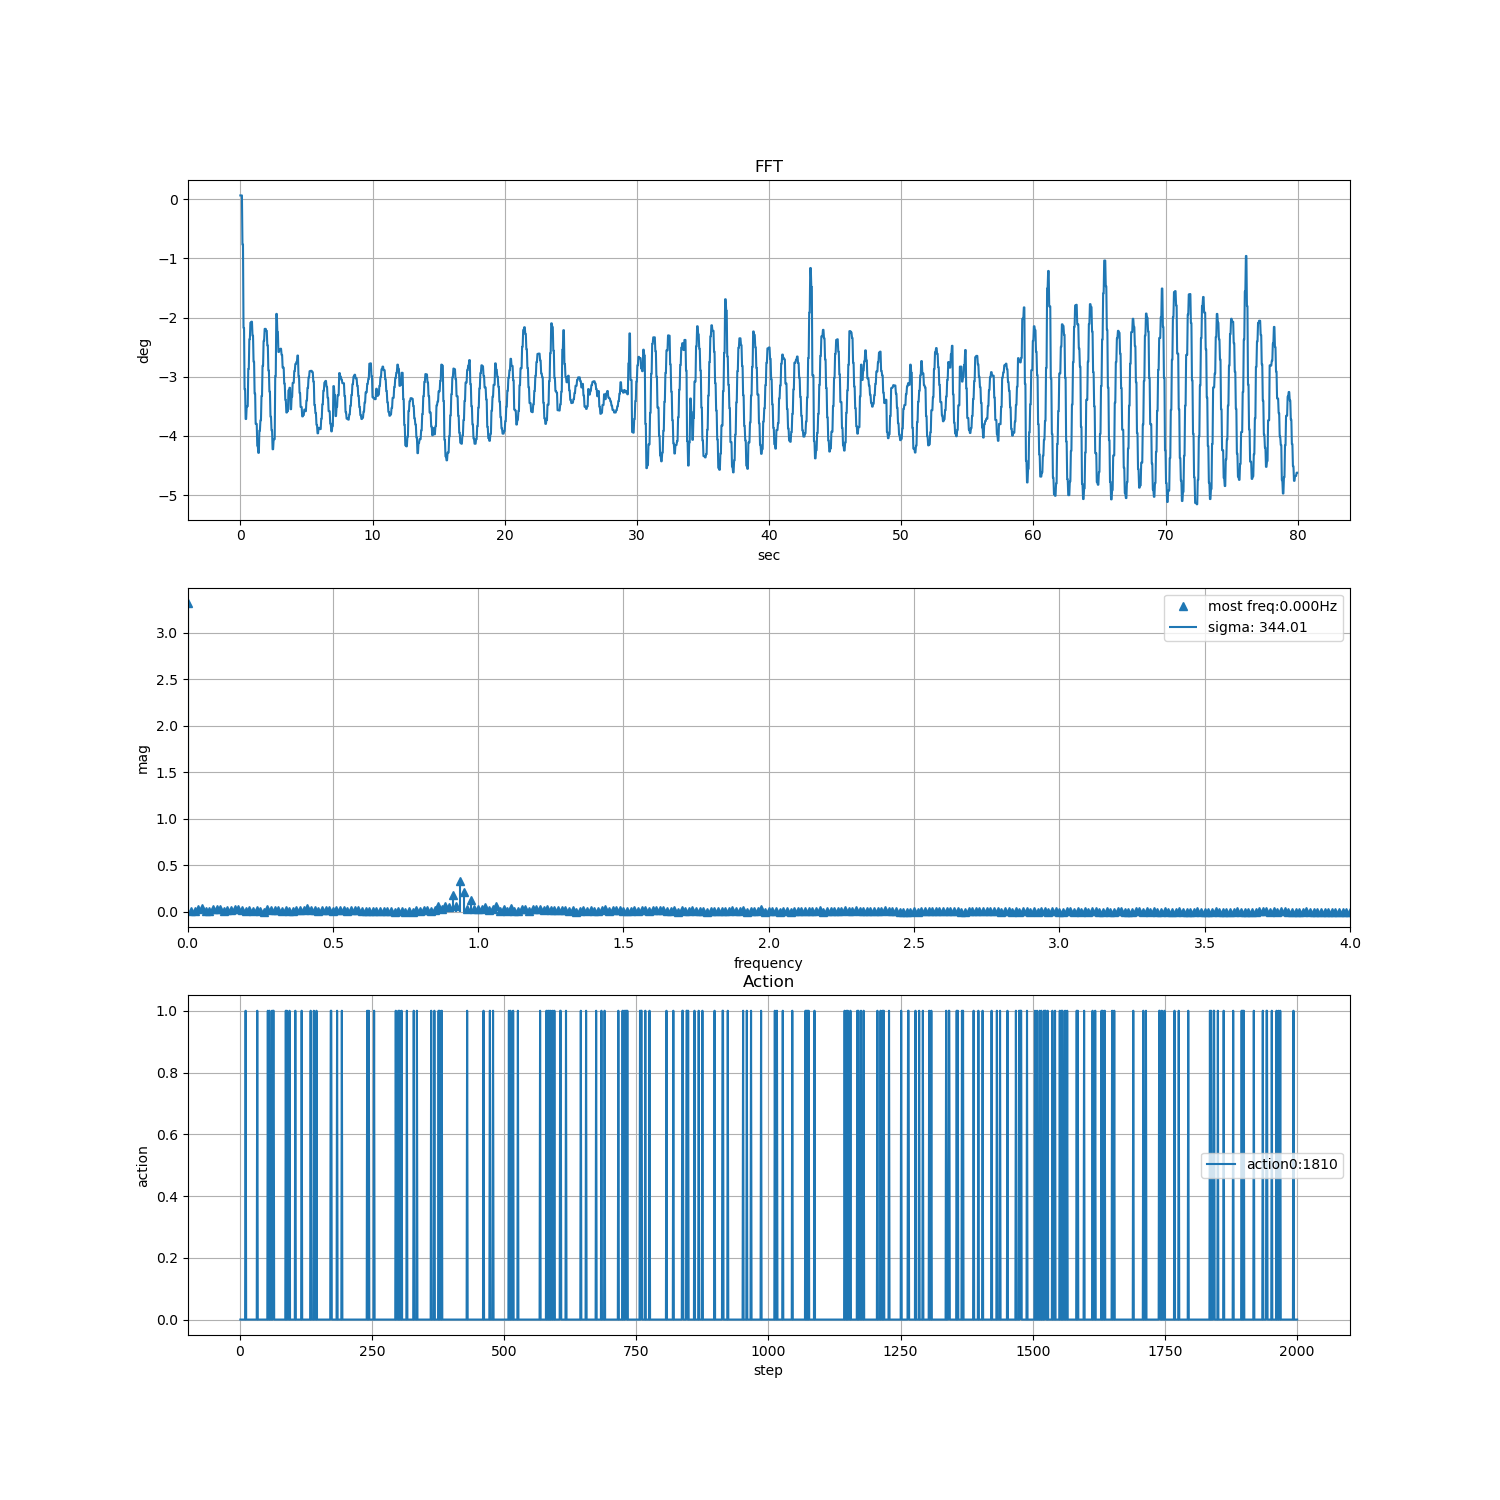 FFT
0
−1
−2
−3
−4
−5
deg
0 10 20 30 40 50 60 70 80
sec
most freq:0.000Hz
sigma: 344.01
3.0
2.5
2.0
1.5
1.0
0.5
0.0
mag
0.0 0.5 1.0 1.5 2.0 2.5 3.0 3.5 4.0
frequency
Action
1.0
0.8
0.6
0.4
0.2
0.0
action
action0:1810
0 250 500 750 1000 1250 1500 1750 2000
step